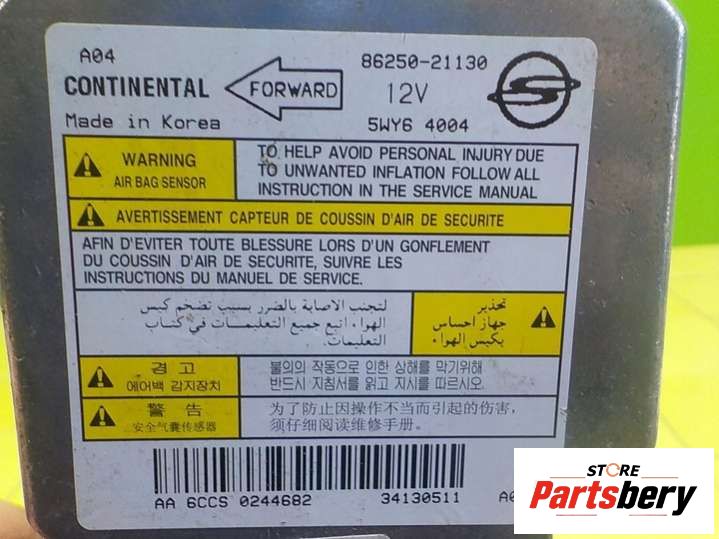 A04
86250-21130
CONTINENTAL
FORWARD
12V
Made in Korea
5WY6 4004
WARNING
AIR BAG SENSOR
TO HELP AVOID PERSONAL INJURY DUE
TO UNWANTED INFLATION FOLLOW ALL
INSTRUCTION IN THE SERVICE MANUAL
AVERTISSEMENT CAPTEUR DE COUSSIN D'AIR DE SECURITE
AFIN D'EVITER TOUTE BLESSURE LORS D'UN GONFLEMENT
DU COUSSIN D'AIR DE SECURITE, SUIVRE LES
INSTRUCTIONS DU MANUEL DE SERVICE.
تحذير
جهاز احساس
بكيس الهواء
لتجنب الاصابة بالضرر بسبب تضخم كيس
الهواء اتبع جميع التعليمات في كتاب
التعليمات.
경 고
에어백 감지장치
불의의 작동으로 인한 상해를 막기위해
반드시 지침서를 읽고 지시를 따르시오.
警 告
安全气囊传感器
为了防止因操作不当而引起的伤害,
须仔细阅读维修手册.
AA 6CCS 0244682
34130511
STORE
Partsbery